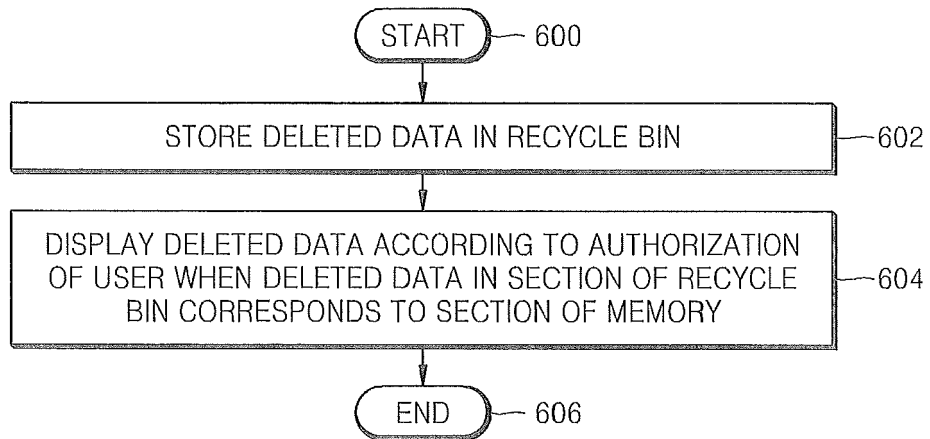 START
600
STORE DELETED DATA IN RECYCLE BIN
602
DISPLAY DELETED DATA ACCORDING TO AUTHORIZATION
OF USER WHEN DELETED DATA IN SECTION OF RECYCLE
BIN CORRESPONDS TO SECTION OF MEMORY
604
END
606